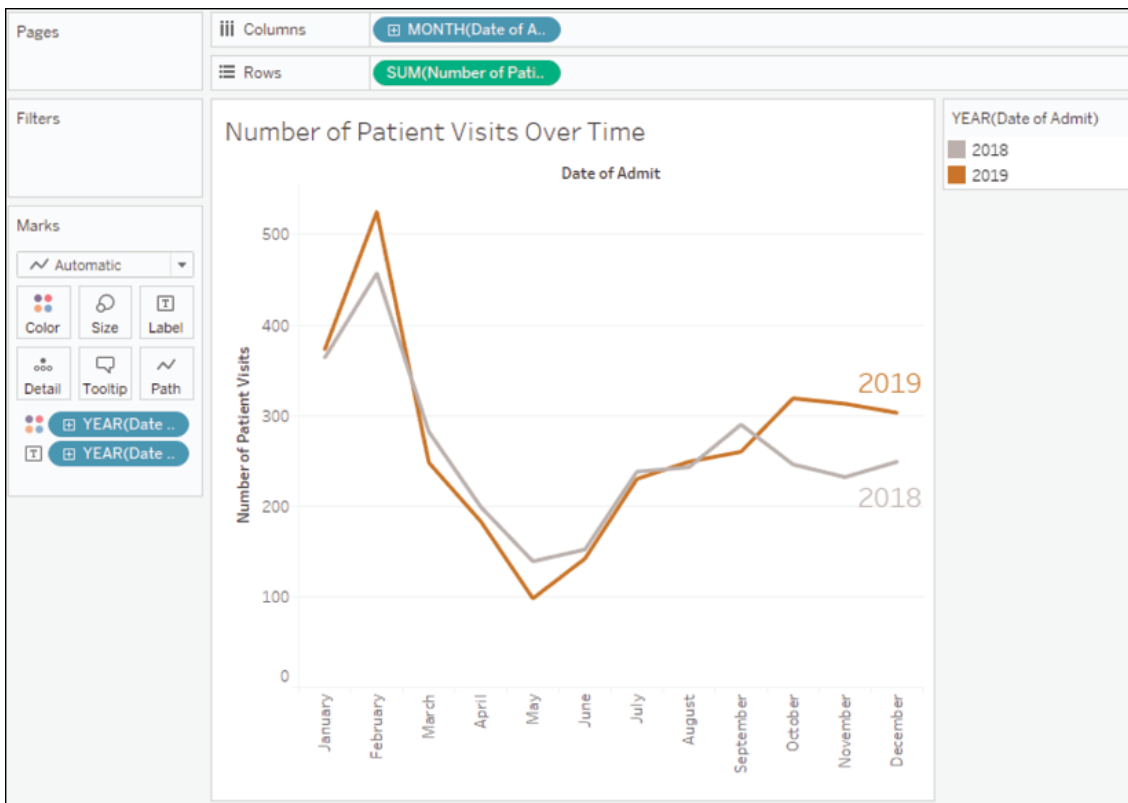 Pages
Columns
MONTH(Date of A..
Rows
SUM(Number of Pati..
Filters
Marks
Automatic
Color Size Label
Detail Tooltip Path
YEAR(Date ..
YEAR(Date ..
Number of Patient Visits Over Time
Date of Admit
Number of Patient Visits
500
400
300
200
100
0
2019
2018
January February March April May June July August September October November December
YEAR(Date of Admit)
2018
2019